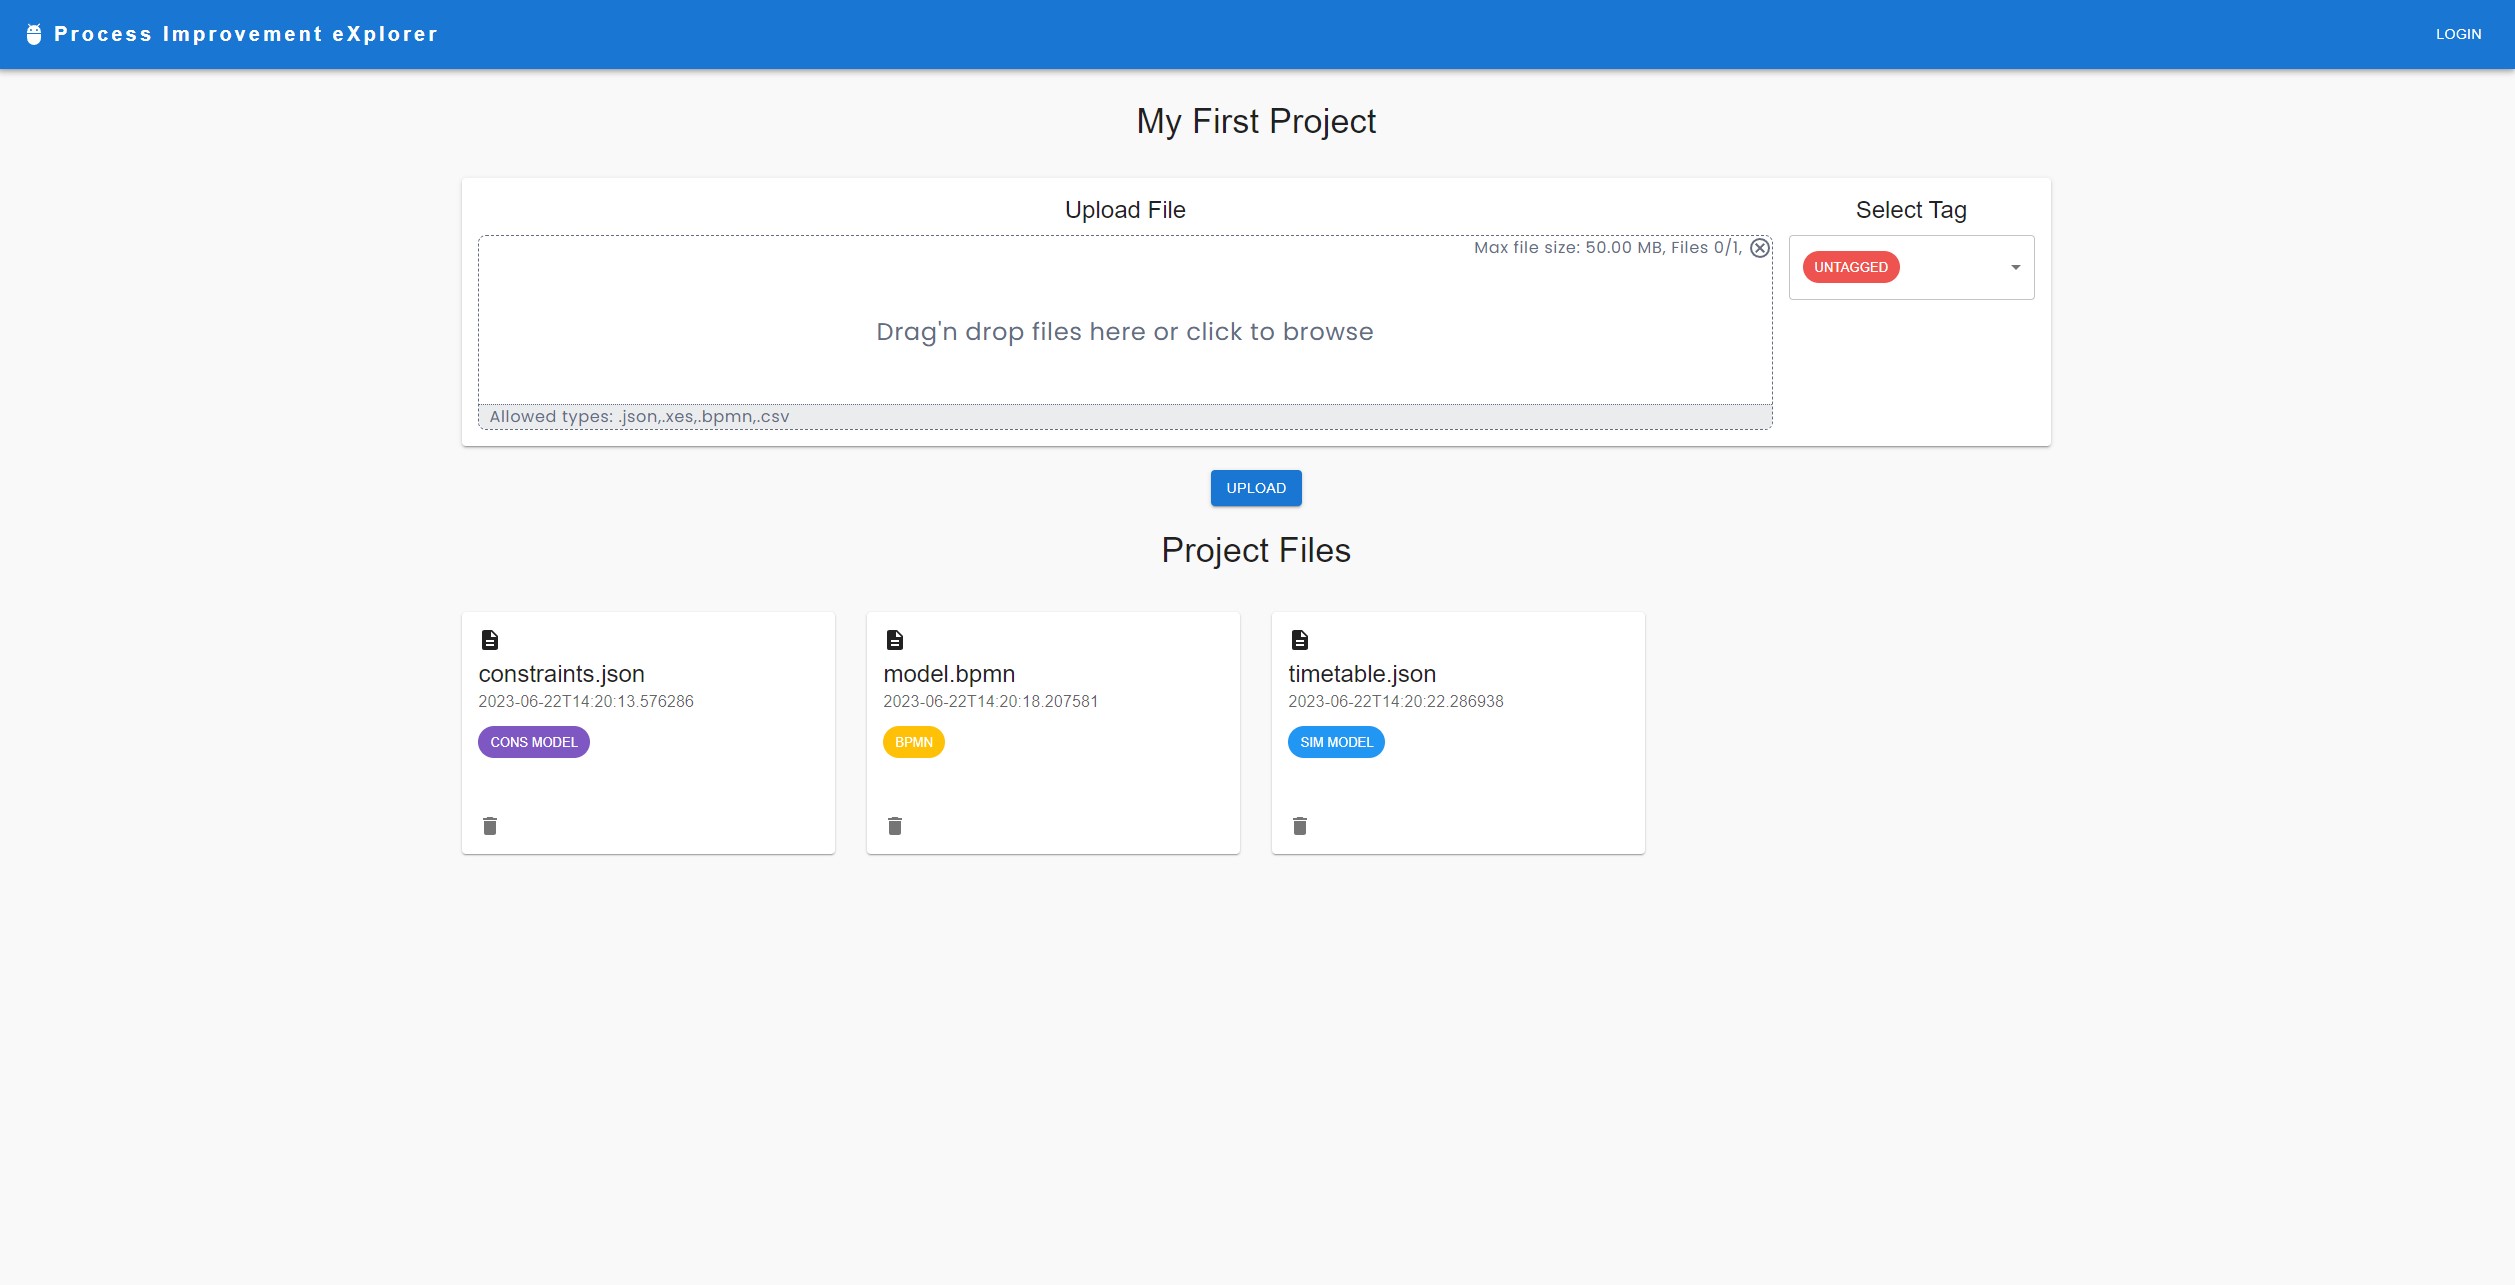 Process Improvement eXplorer
LOGIN
My First Project
Upload File
Select Tag
Max file size: 50.00 MB, Files 0/1,
UNTAGGED
Drag'n drop files here or click to browse
Allowed types: .json,.xes,.bpmn,.csv
UPLOAD
Project Files
constraints.json
2023-06-22T14:20:13.576286
CONS MODEL
model.bpmn
2023-06-22T14:20:18.207581
BPMN
timetable.json
2023-06-22T14:20:22.286938
SIM MODEL